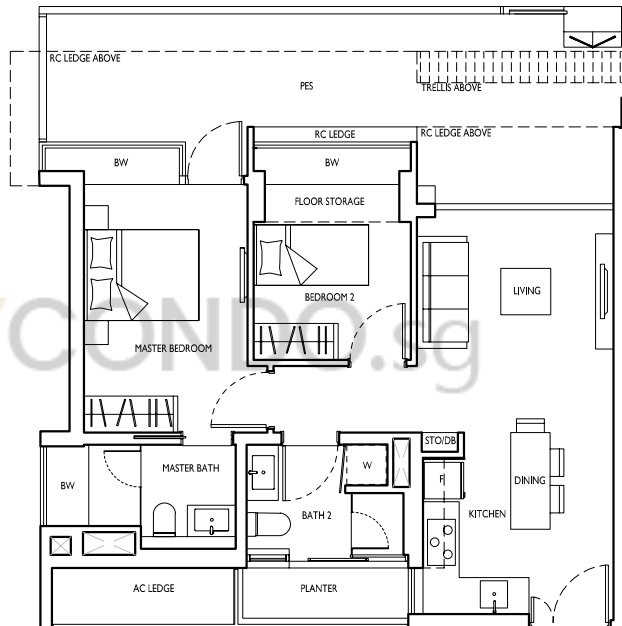 RC LEDGE ABOVE
PES
TRELLIS ABOVE
RC LEDGE
RC LEDGE ABOVE
BW
BW
FLOOR STORAGE
BEDROOM 2
LIVING
MASTER BEDROOM
YCONDO.sg
STO/DB
MASTER BATH
W
BW
F
DINING
BATH 2
KITCHEN
AC LEDGE
PLANTER